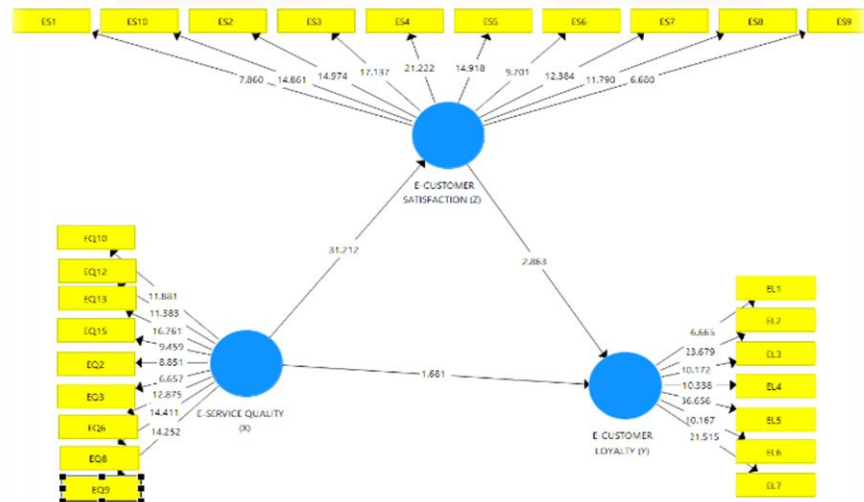 ES1 ES10 ES2 ES3 ES4 ES5 ES6 ES7 ES8 ES9
7.860 14.661 14.974 17.137 21.222 14.918 9.701 12.384 11.790 6.680
E-CUSTOMER
SATISFACTION (Z)
31.212
2.863
EQ10
EQ12
EQ13
EQ15
EQ2
EQ3
EQ6
EQ8
EQ9
11.881
11.383
16.761
9.459
8.851
6.657
12.875
14.411
14.252
E-SERVICE QUALITY
(X)
1.681
E-CUSTOMER
LOYALTY (Y)
6.665
23.679
10.172
10.338
36.656
10.167
21.515
EL1
EL2
EL3
EL4
EL5
EL6
EL7